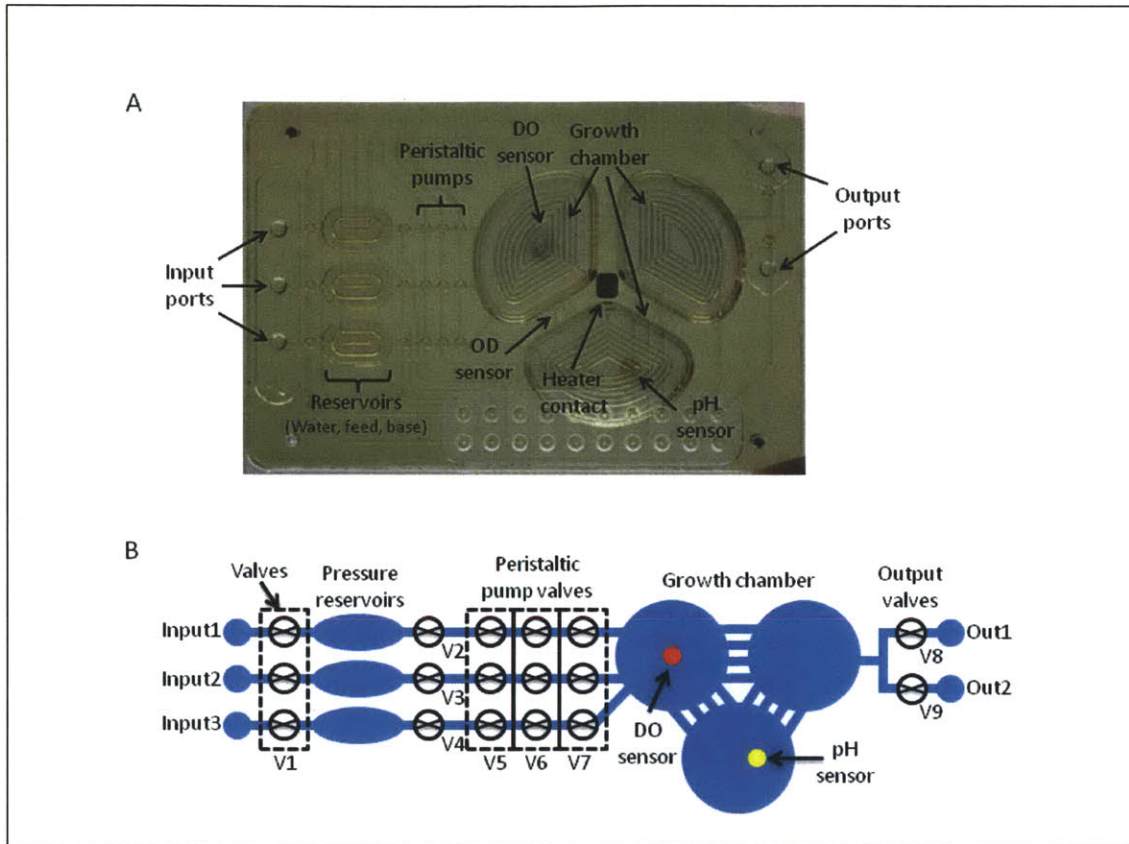 A
DO
sensor
Growth
chamber
Peristaltic
pumps
Output
ports
Input
ports
OD
sensor
Heater
contact
pH
sensor
Reservoirs
(Water, feed, base)
B
Valves
Pressure
reservoirs
Peristaltic
pump valves
Growth chamber
Output
valves
Input1
V2
V8
Out1
Input2
V3
V9
Out2
Input3
V4
V1
V5
V6
V7
DO
sensor
pH
sensor